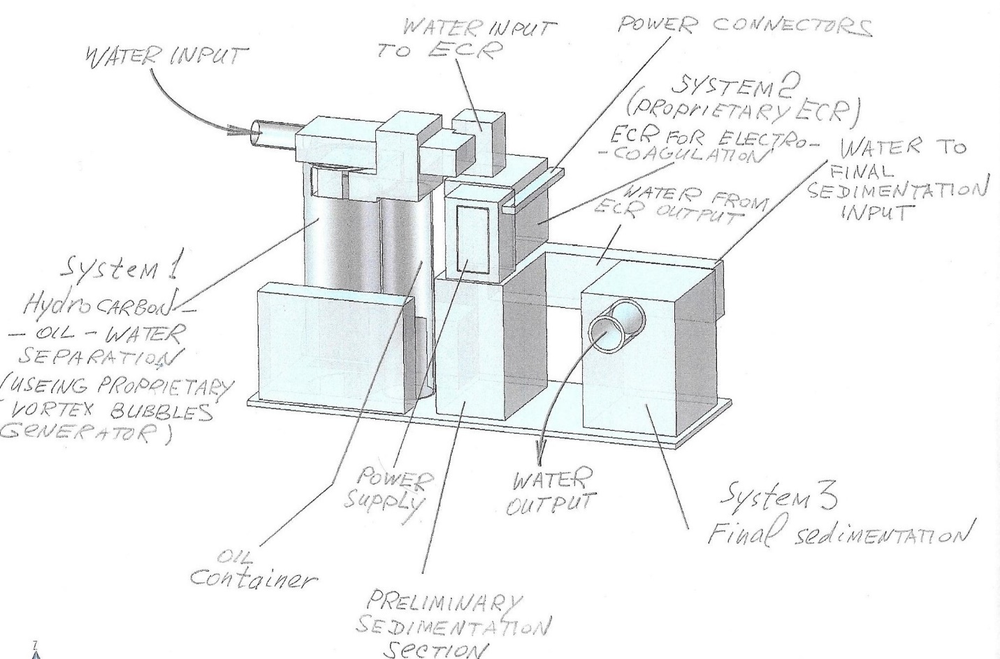 WATER INPUT
WATER INPUT
TO ECR
POWER CONNECTORS
SYSTEM 2
(PROPRIETARY ECR)
ECR FOR ELECTRO-
-COAGULATION
WATER TO
FINAL
SEDIMENTATION
INPUT
WATER FROM
ECR OUTPUT
System 1
HydroCARBON-
- OIL - WATER
SEPARATION
(USEING PROPRIETARY
VORTEX BUBBLES
GENERATOR)
POWER
Supply
WATER
OUTPUT
System 3
Final sedIMENTATION
OIL
Container
PRELIMINARY
SEDIMENTATION
SeCTION
Z